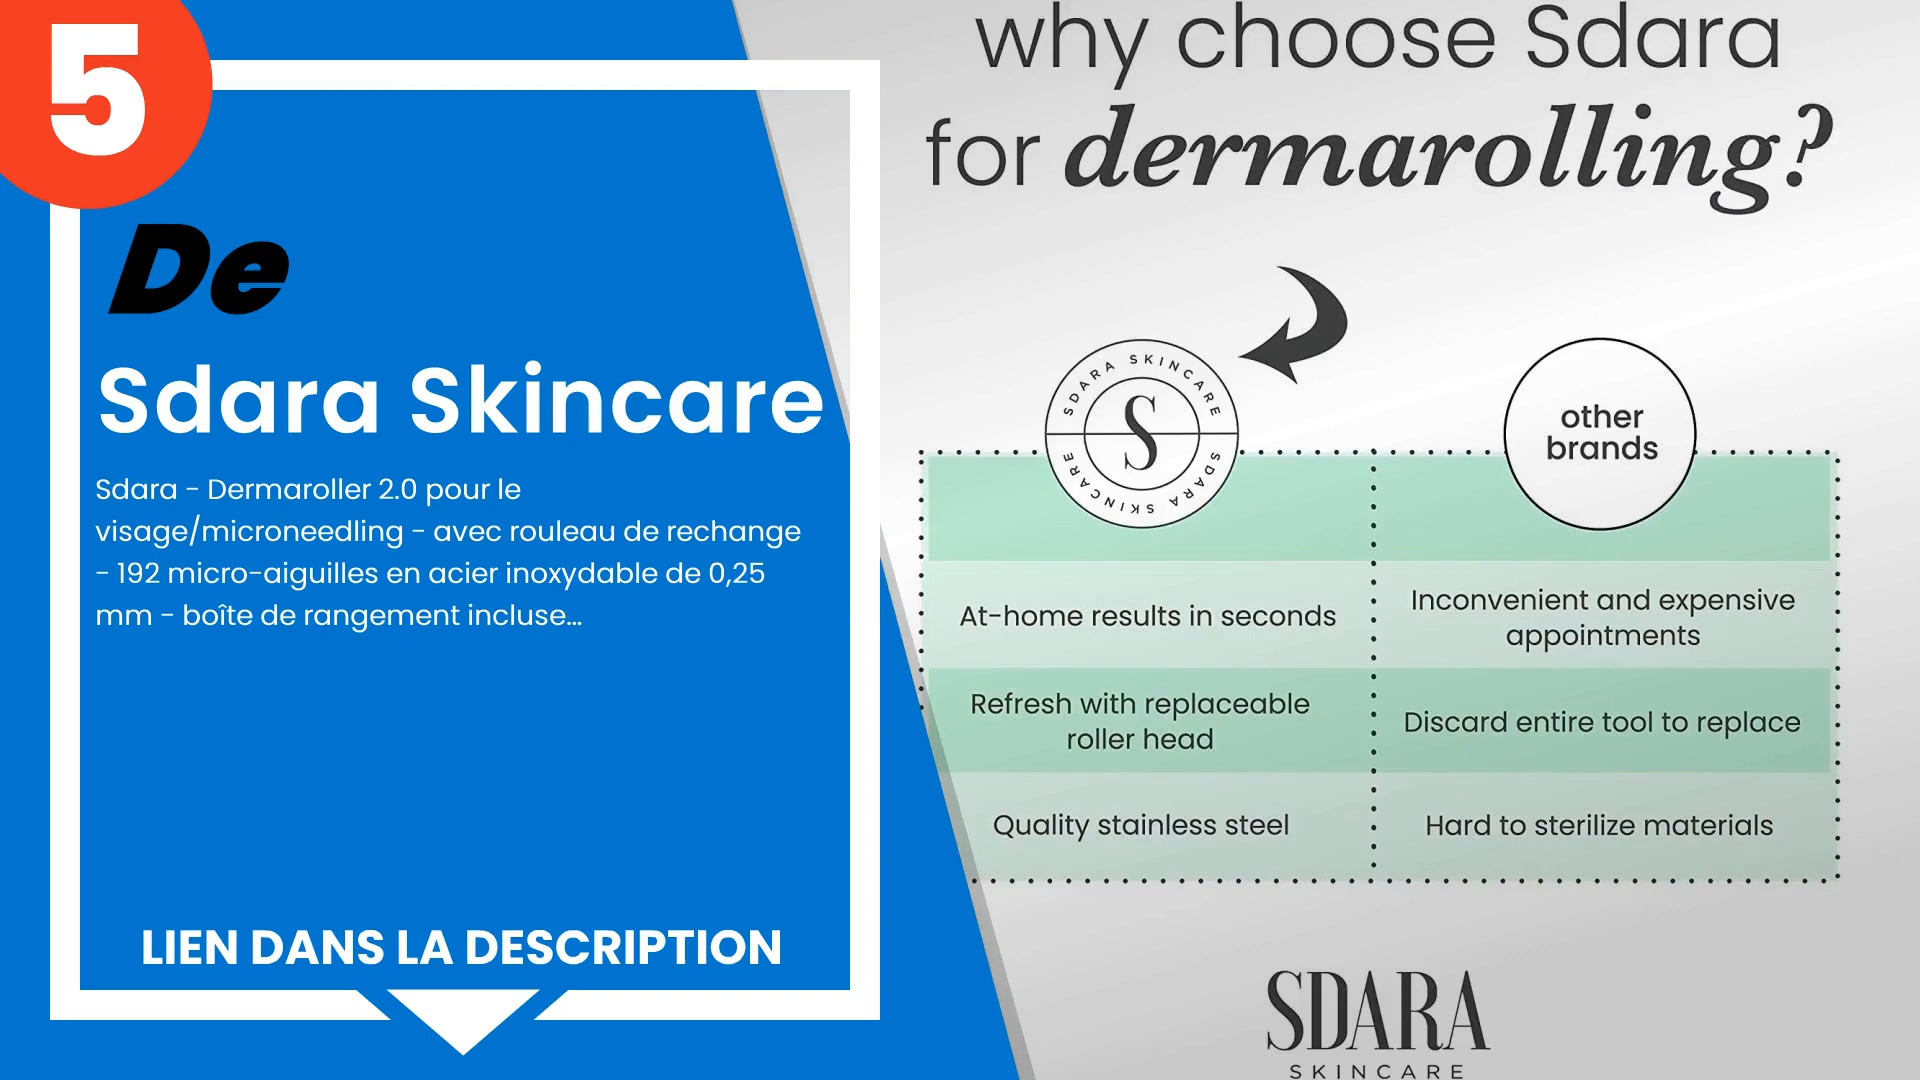 5
De
Sdara Skincare
Sdara - Dermaroller 2.0 pour le
visage/microneedling - avec rouleau de rechange
- 192 micro-aiguilles en acier inoxydable de 0,25
mm - boîte de rangement incluse...
LIEN DANS LA DESCRIPTION
why choose Sdara
for dermarolling?
SDARA SKINCARE
S
SDARA SKINCARE
other
brands
At-home results in seconds
Inconvenient and expensive
appointments
Refresh with replaceable
roller head
Discard entire tool to replace
Quality stainless steel
Hard to sterilize materials
SDARA
SKINCARE